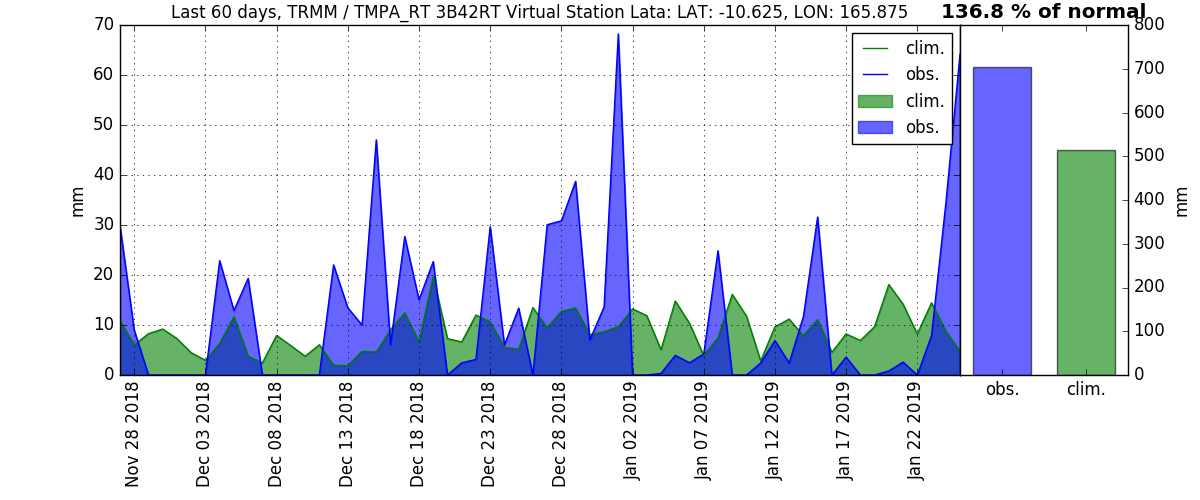 Last 60 days, TRMM / TMPA_RT 3B42RT Virtual Station Lata: LAT: -10.625, LON: 165.875
136.8 % of normal
70
60
50
40
30
20
10
0
mm
clim.
obs.
clim.
obs.
Nov 28 2018
Dec 03 2018
Dec 08 2018
Dec 13 2018
Dec 18 2018
Dec 23 2018
Dec 28 2018
Jan 02 2019
Jan 07 2019
Jan 12 2019
Jan 17 2019
Jan 22 2019
800
700
600
500
400
300
200
100
0
mm
obs.
clim.